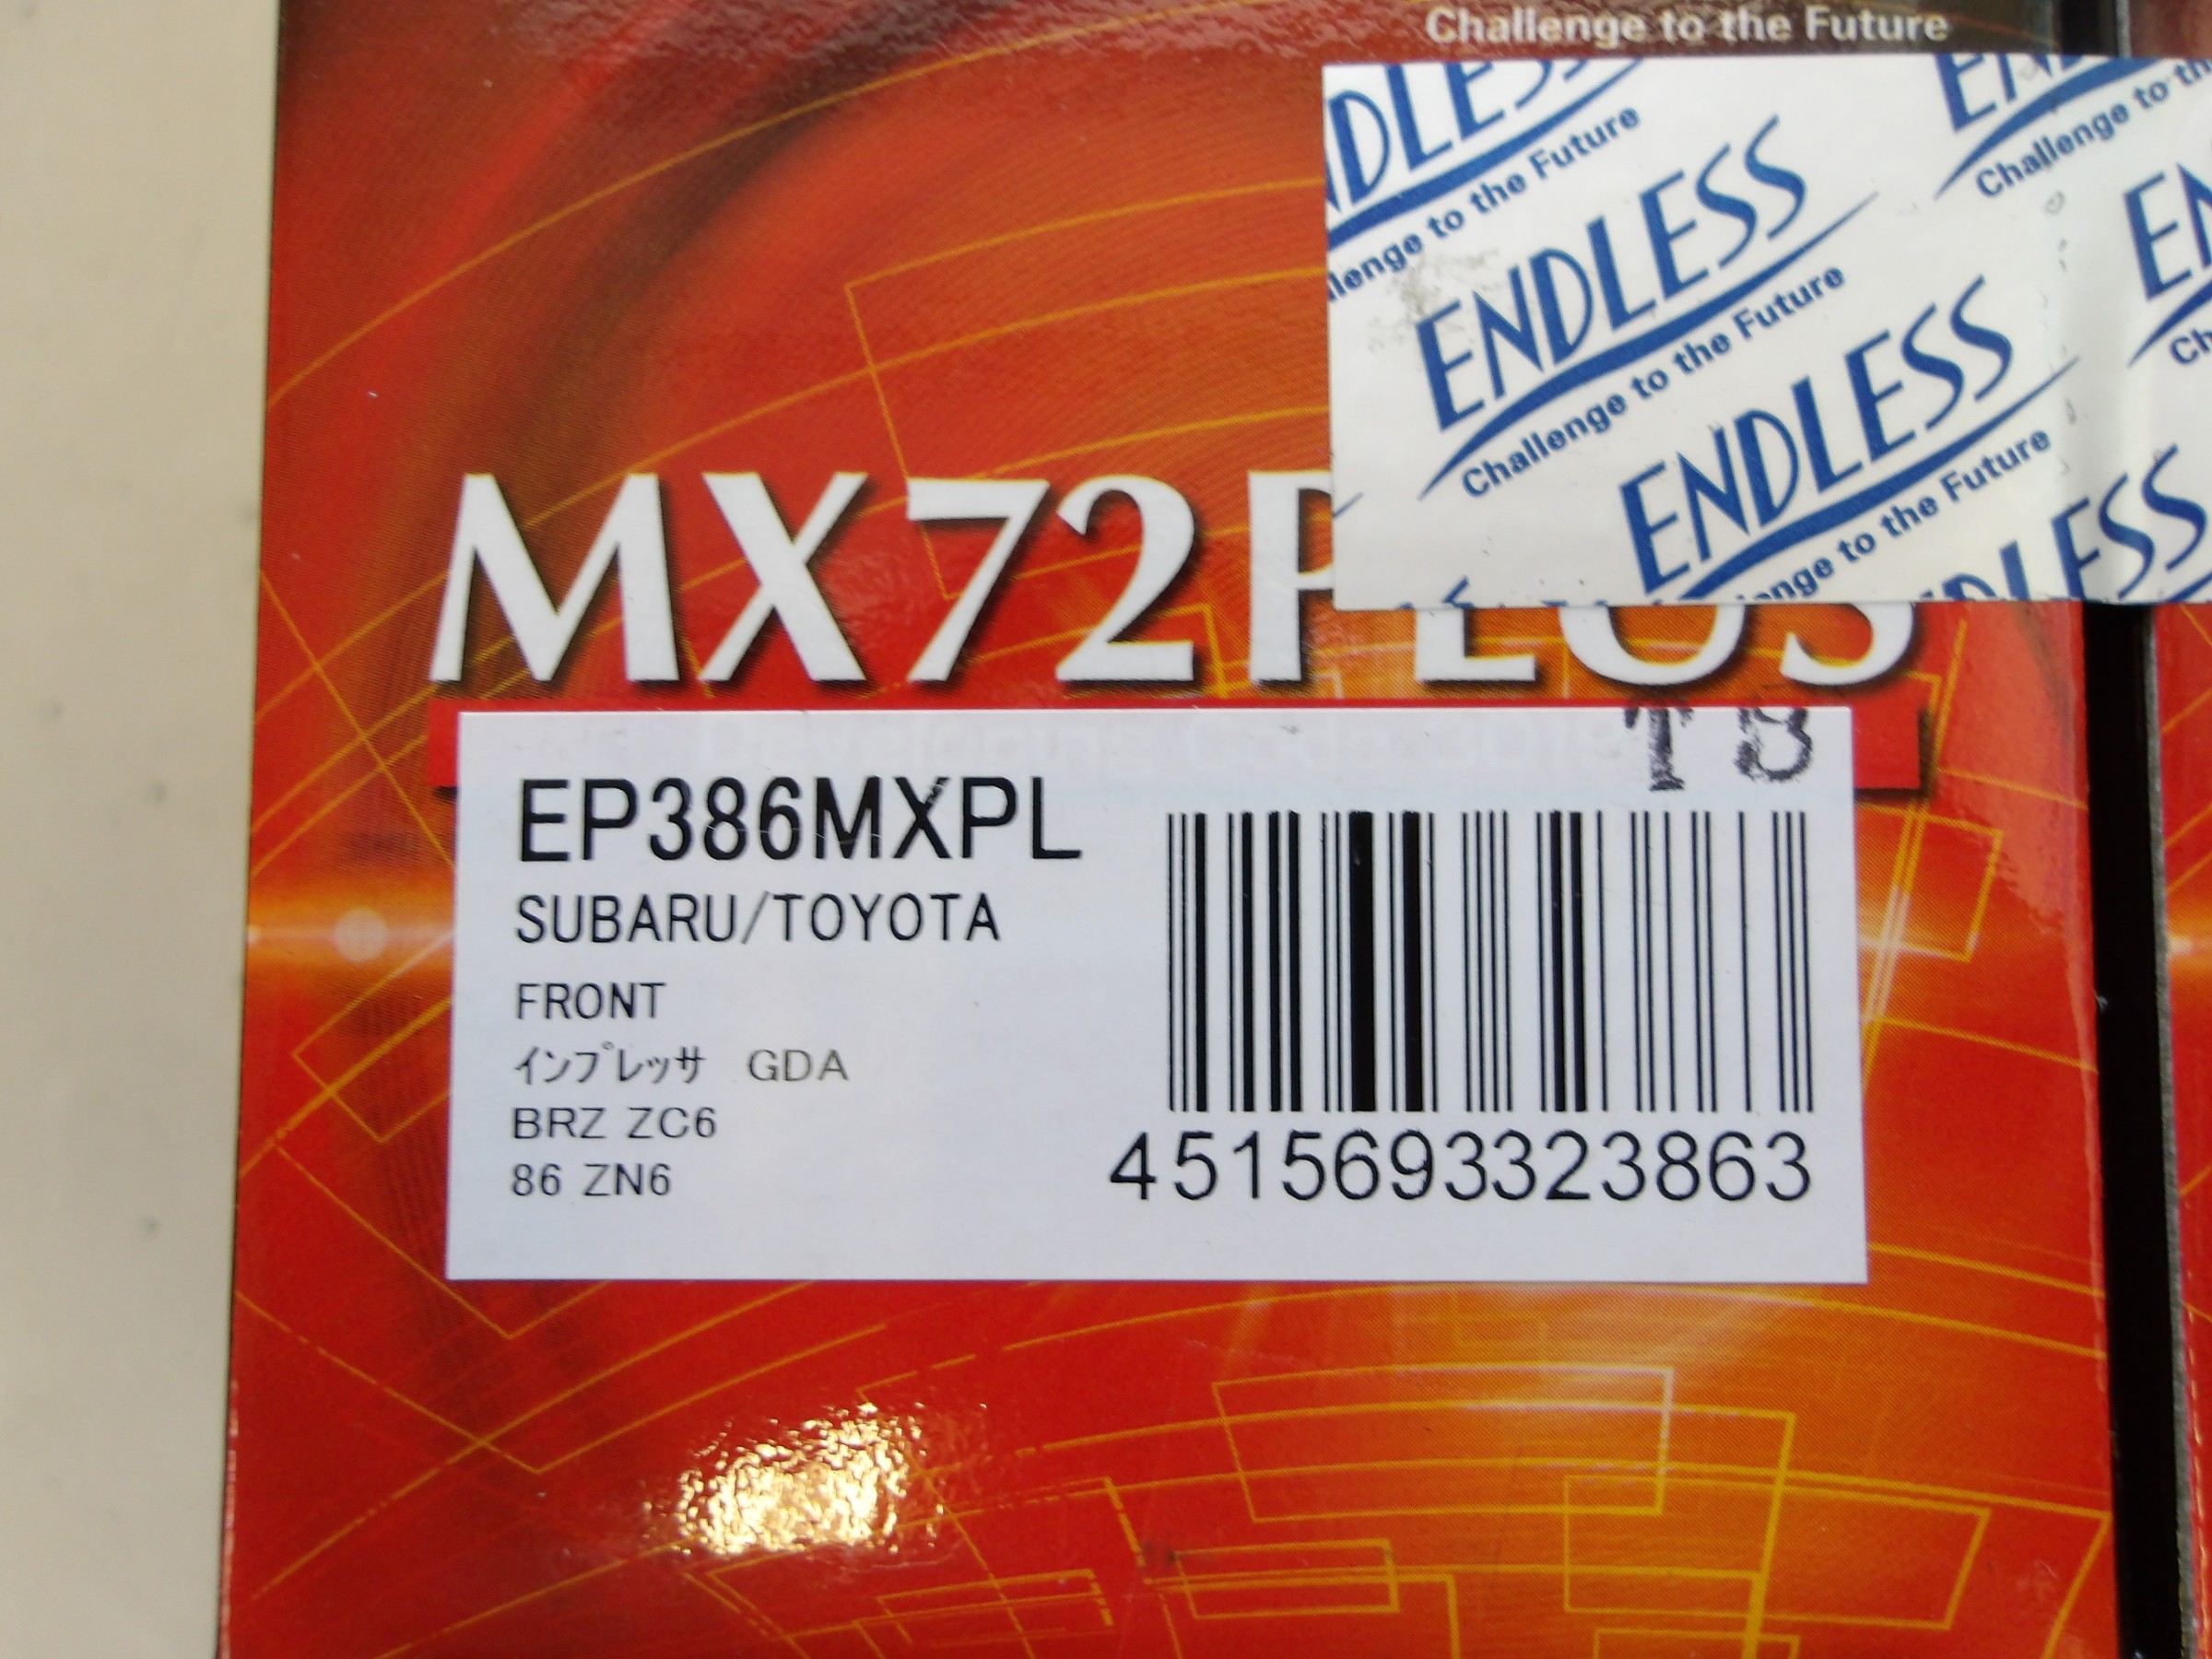 Challenge to the Future
ENDLESS
Challenge to the Future
ENDLESS
Challenge to the Future
ENDLESS
Challenge to the Future
MX72PLUS
EP386MXPL
SUBARU/TOYOTA
FRONT
インプレッサ GDA
BRZ ZC6
86 ZN6
4515693323863